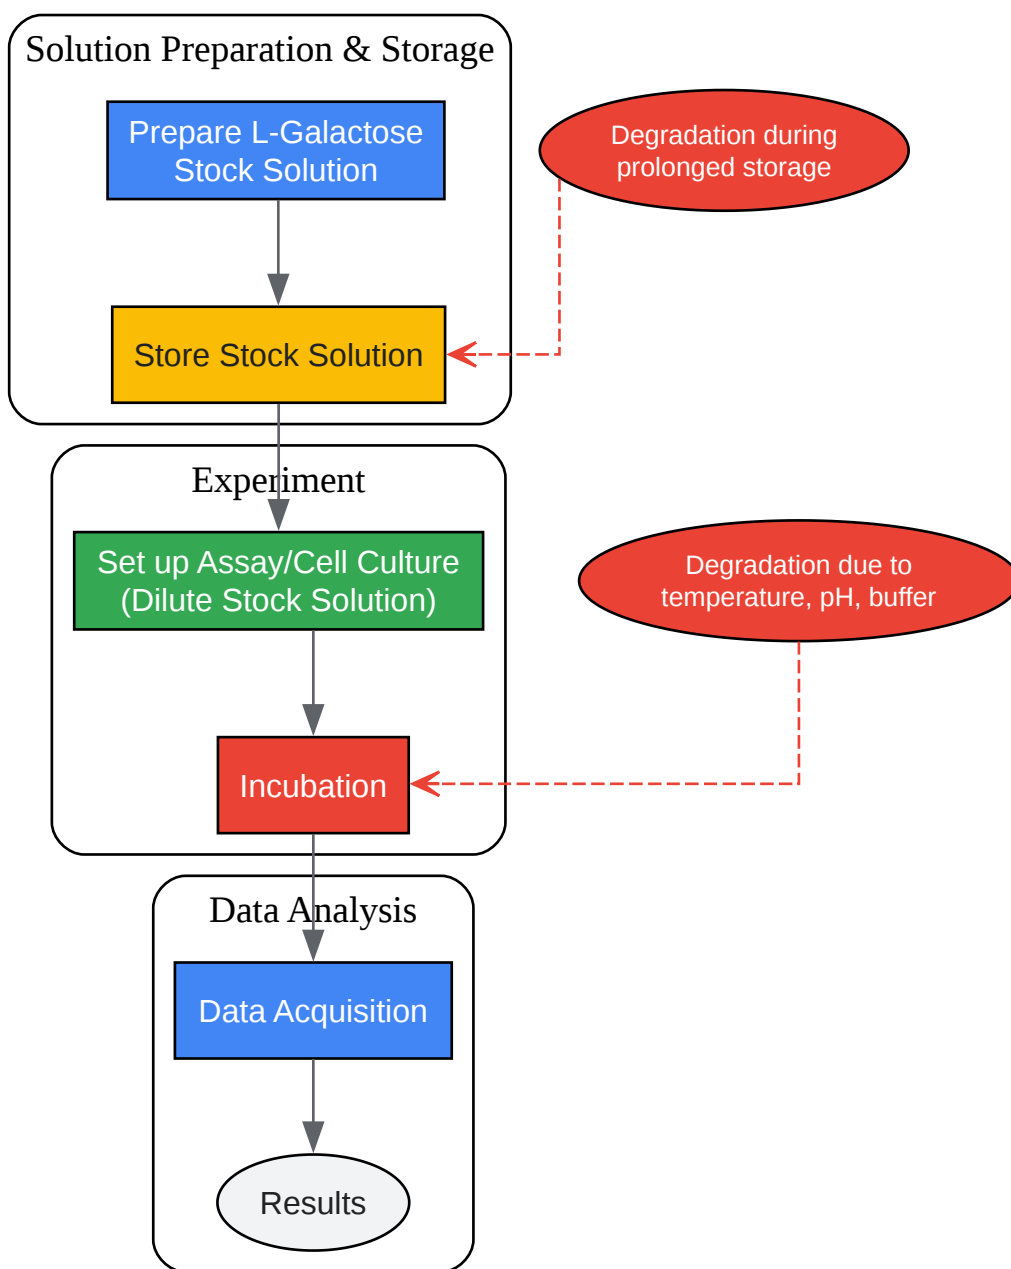 Solution Preparation & Storage
Prepare L-Galactose
Stock Solution
Degradation during
prolonged storage
Store Stock Solution
Experiment
Set up Assay/Cell Culture
(Dilute Stock Solution)
Degradation due to
temperature, pH, buffer
Incubation
Data Analysis
Data Acquisition
Results